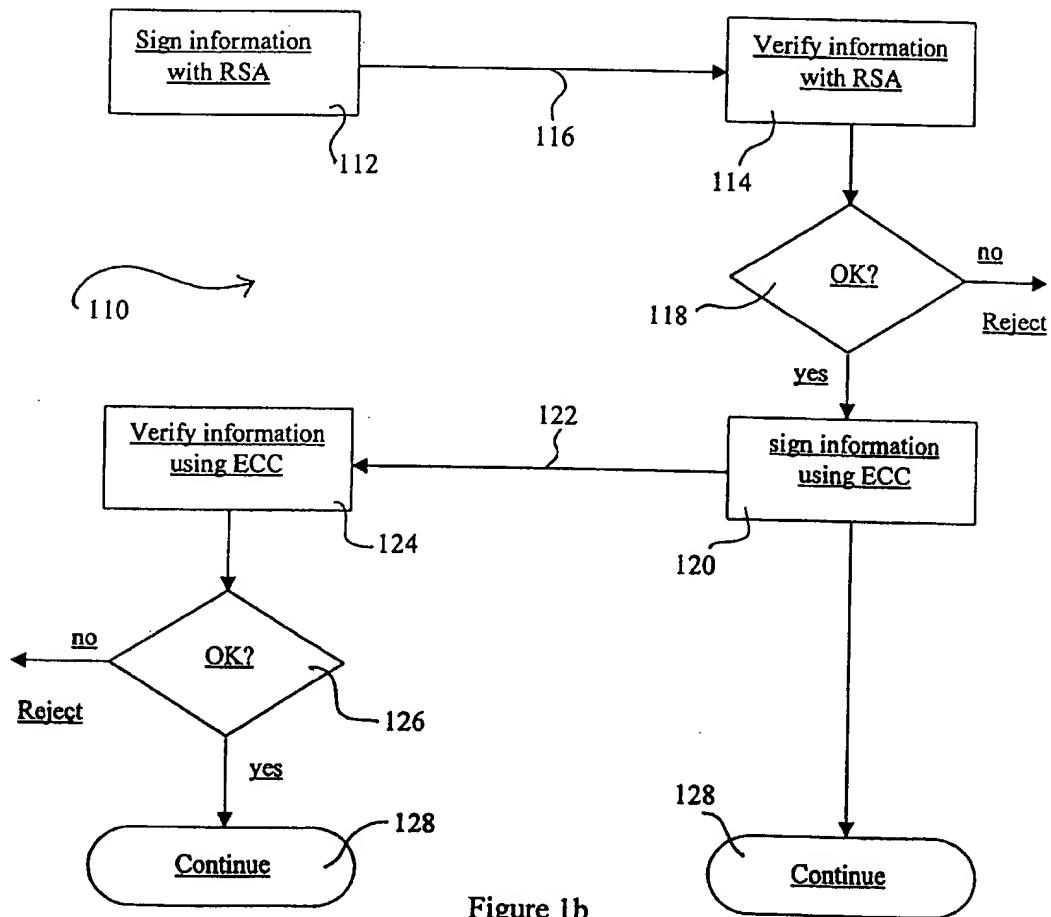 Sign information
with RSA
112
116
Verify information
with RSA
114
110
OK?
118
no
Reject
yes
Verify information
using ECC
124
122
sign information
using ECC
120
no
Reject
OK?
126
yes
Continue
128
128
Continue
Figure 1b